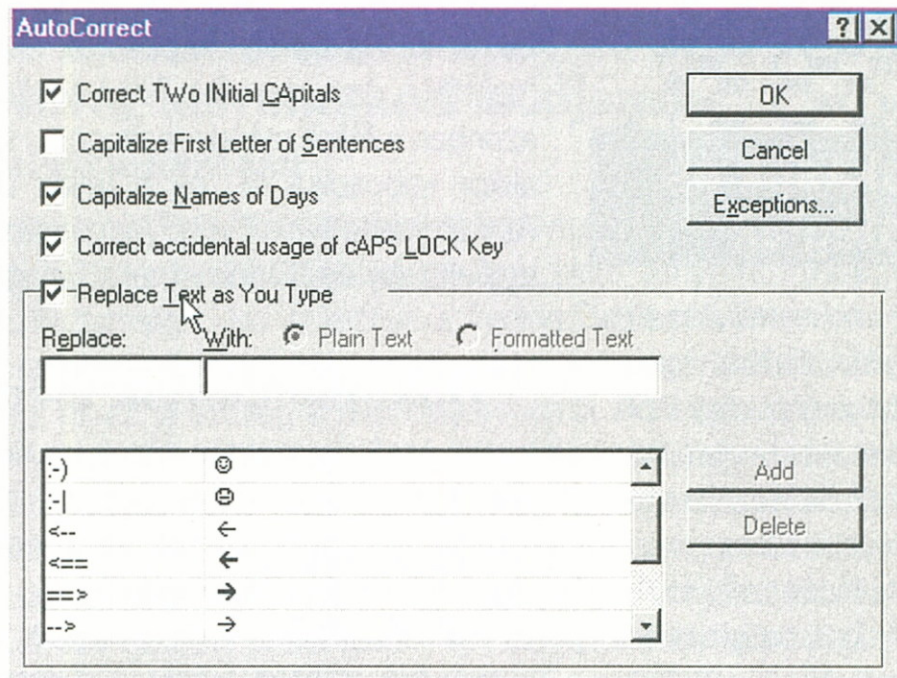 AutoCorrect
Correct TWo INitial CApitals
OK
Capitalize First Letter of Sentences
Cancel
Capitalize Names of Days
Exceptions...
Correct accidental usage of cAPS LOCK Key
Replace Text as You Type
Replace: With: Plain Text Formatted Text
:-) ☺
Add
:-| 😐
Delete
<-- ←
<== 🡰
==> 🡲
--> →